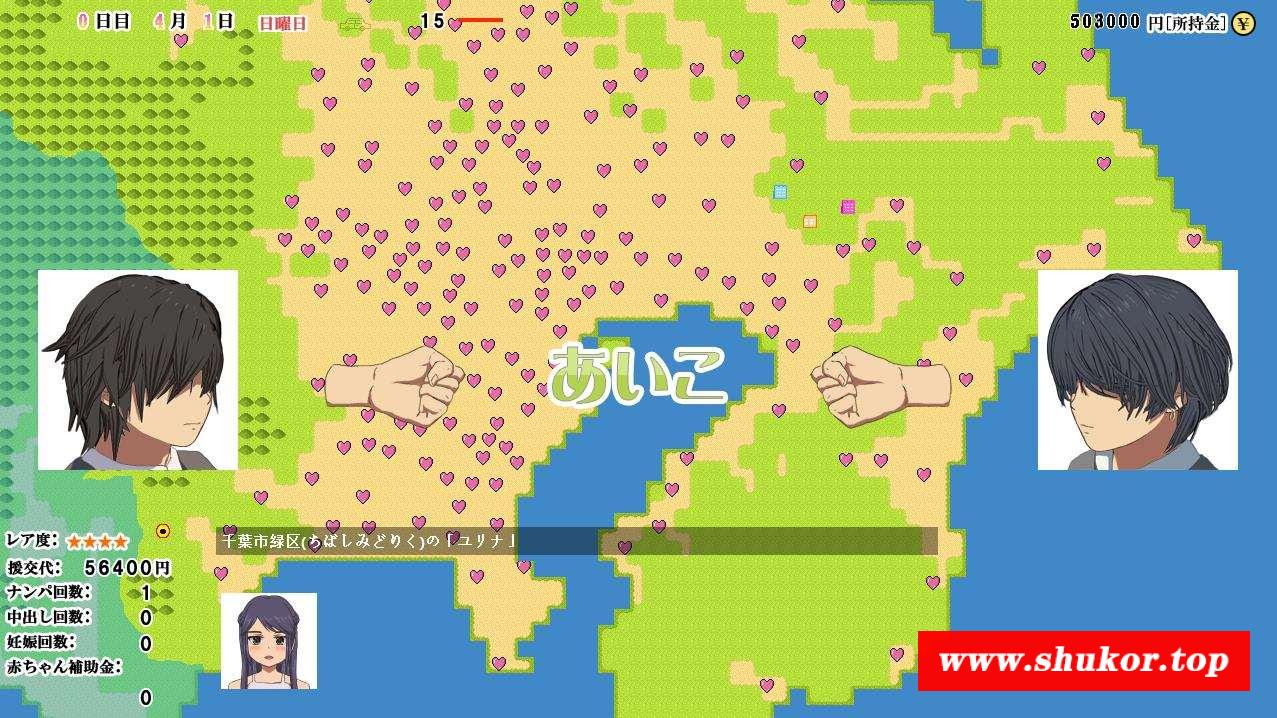 0日目 4月 1日 日曜日
15
503000 円[所持金] ¥
あいこ
千葉市緑区(ちばしみどりく)の「ユリナ」
レア度: ★★★★
援交代: 56400円
ナンパ回数: 1
中出し回数: 0
妊娠回数: 0
赤ちゃん補助金:
0
www.shukor.top